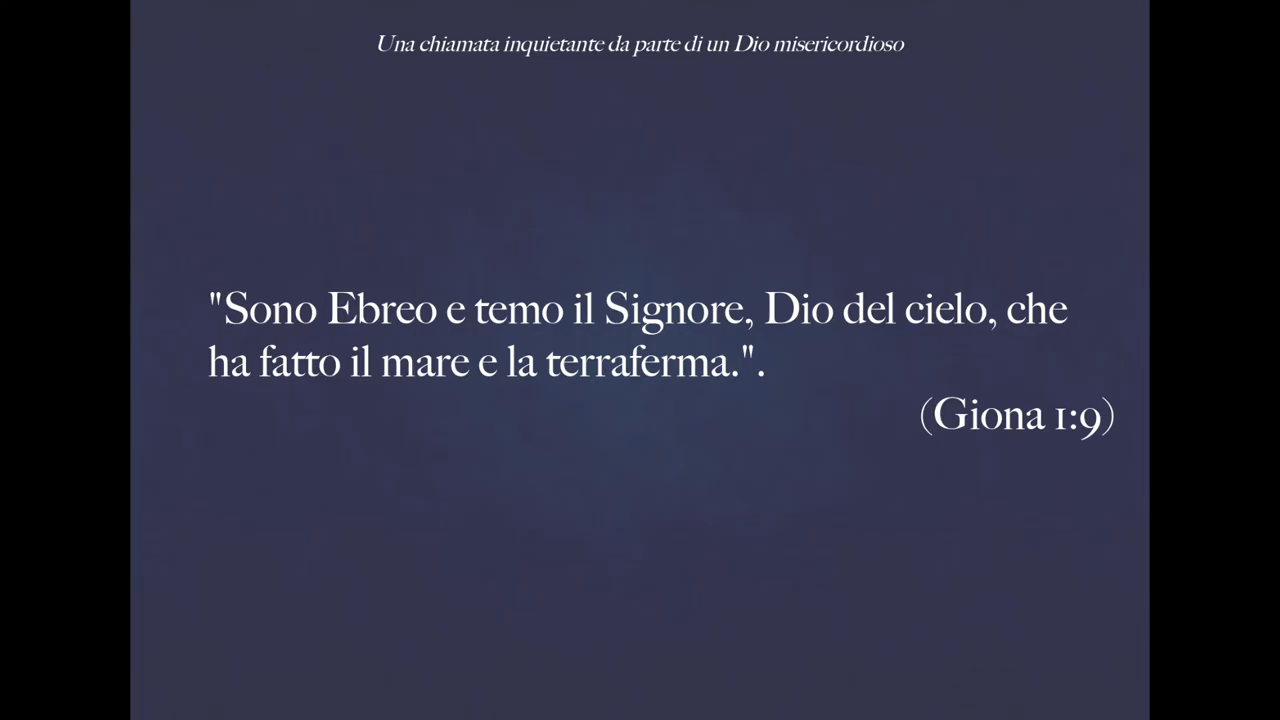 Una chiamata inquietante da parte di un Dio misericordioso
"Sono Ebreo e temo il Signore, Dio del cielo, che
ha fatto il mare e la terraferma.".
(Giona 1:9)